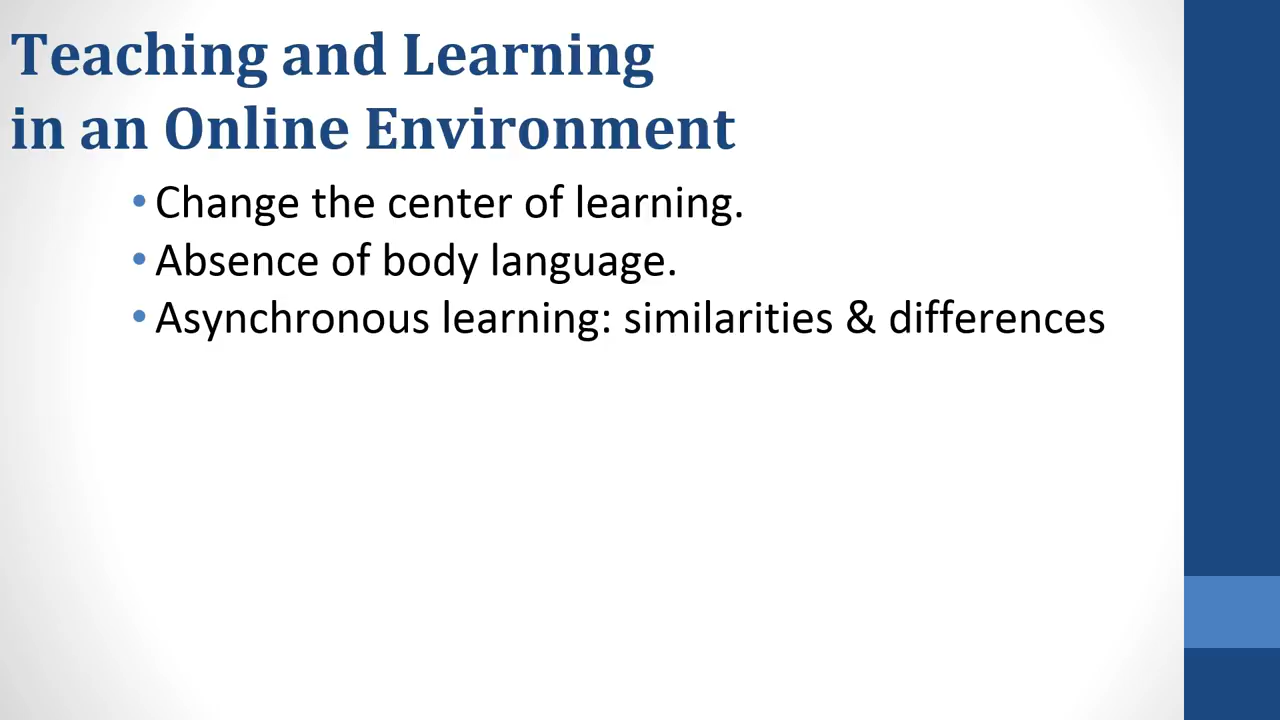 Teaching and Learning
in an Online Environment
• Change the center of learning.
• Absence of body language.
• Asynchronous learning: similarities & differences